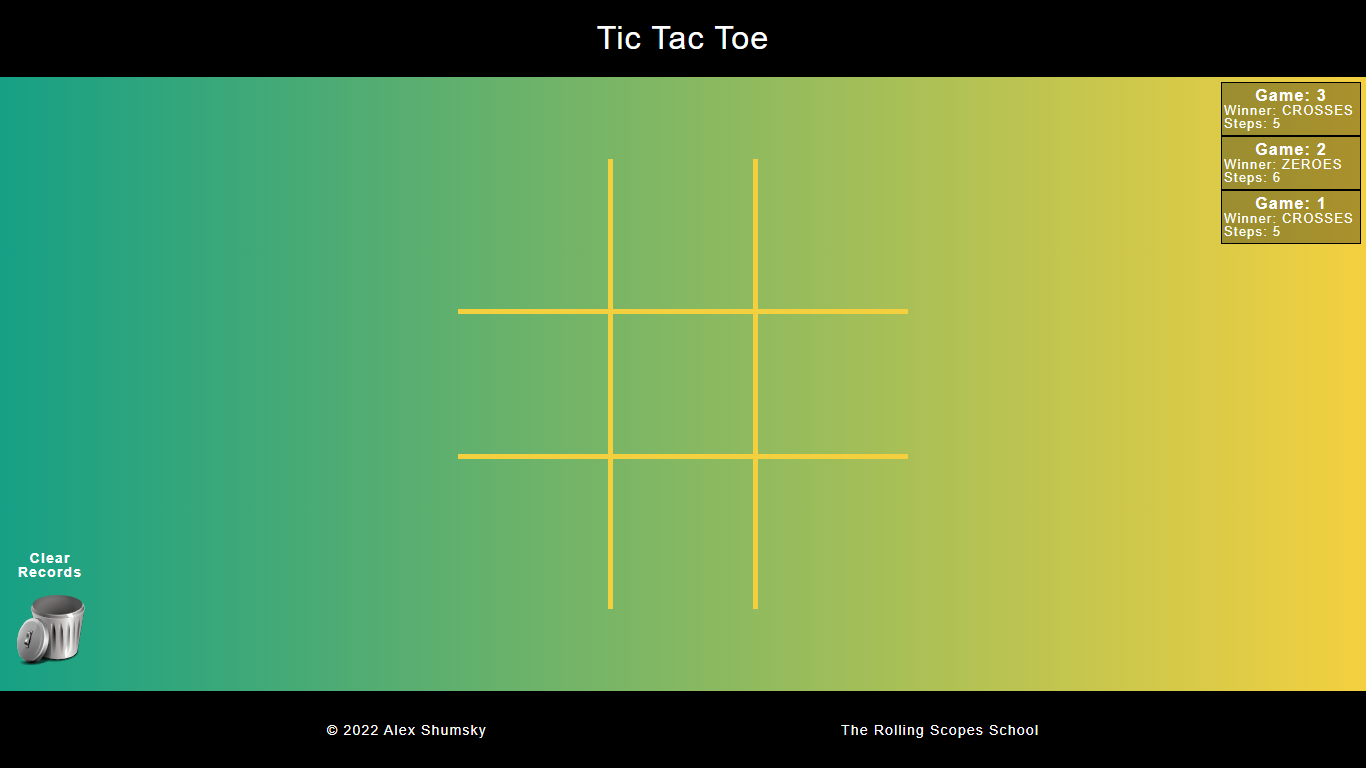 Tic Tac Toe
Game: 3
Winner: CROSSES
Steps: 5
Game: 2
Winner: ZEROES
Steps: 6
Game: 1
Winner: CROSSES
Steps: 5
Clear
Records
© 2022 Alex Shumsky
The Rolling Scopes School